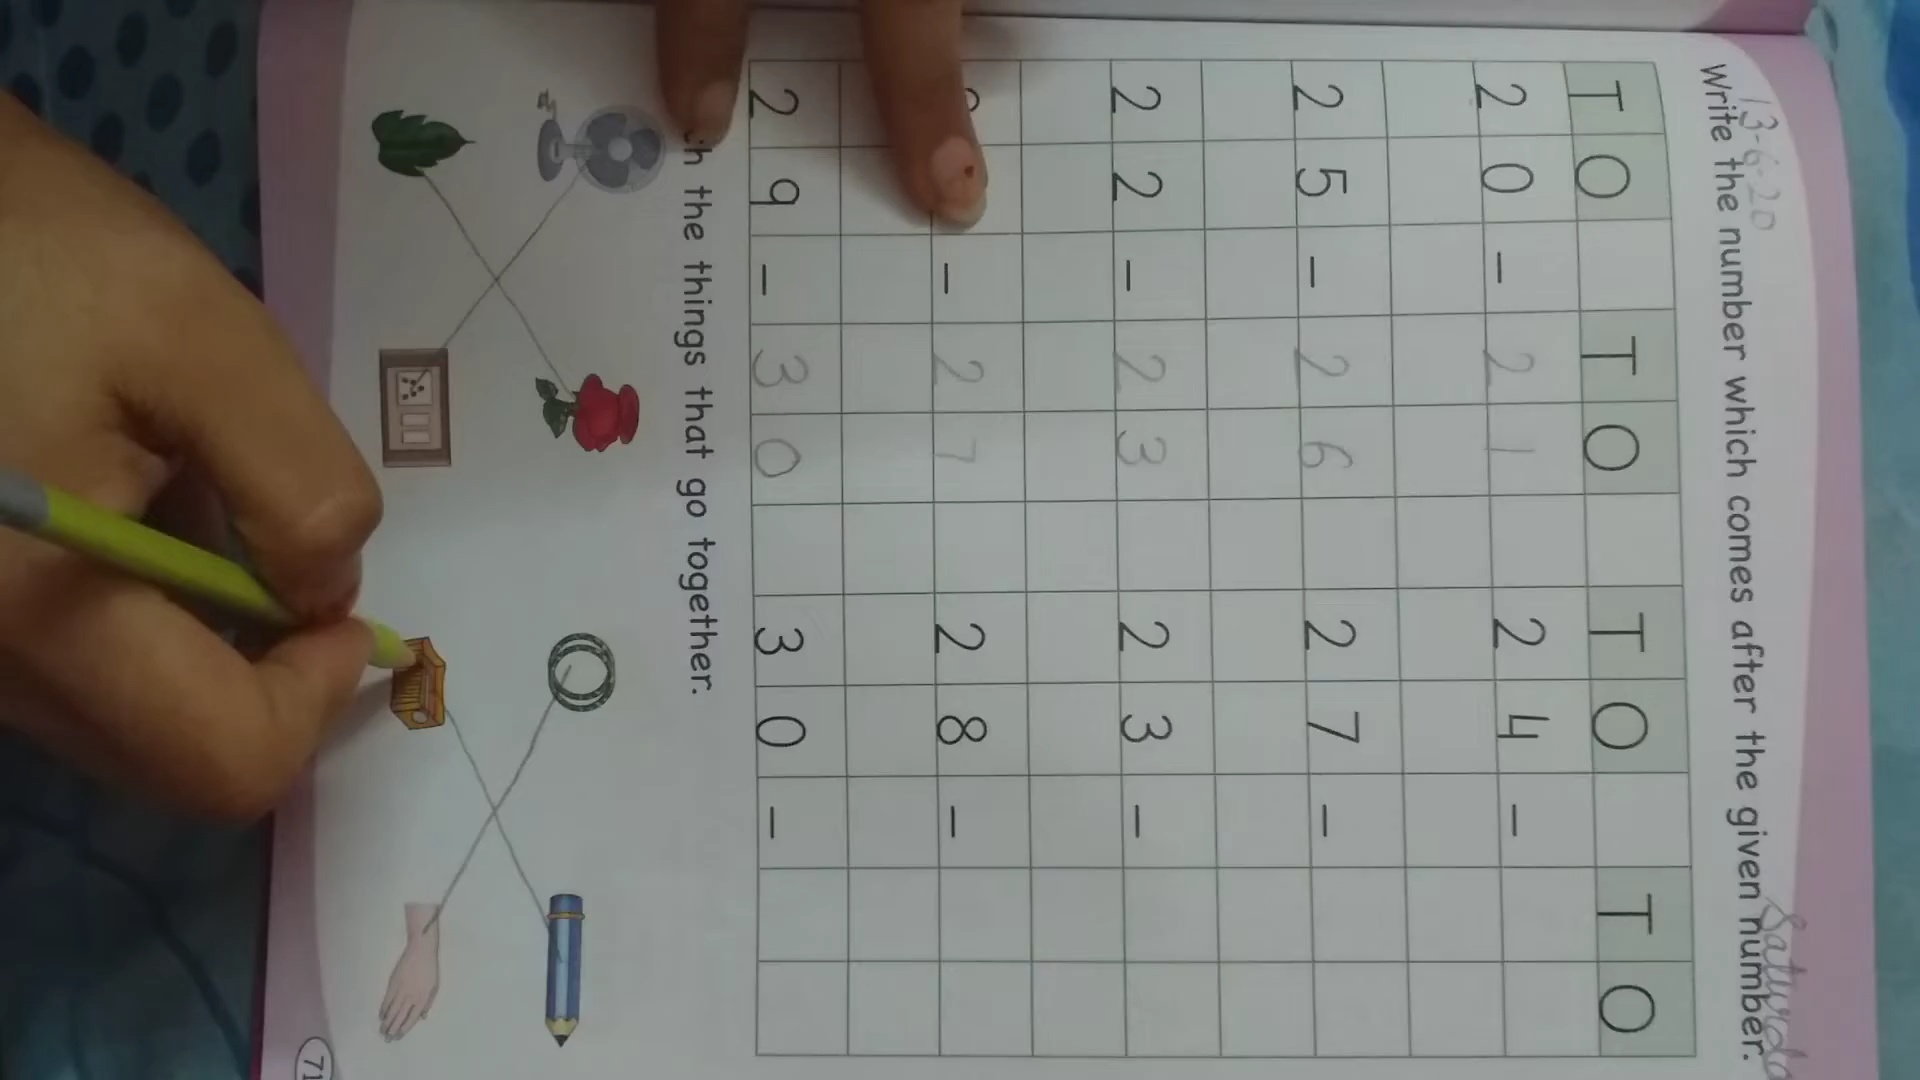 13-6-20
Saturda
Write the number which comes after the given number.
T O T O T O T O
2 0 - 2 1 2 4 -
2 5 - 2 6 2 7 -
2 2 - 2 3 2 3 -
- 2 7 2 8 -
2 9 - 3 0 3 0 -
the things that go together.
71